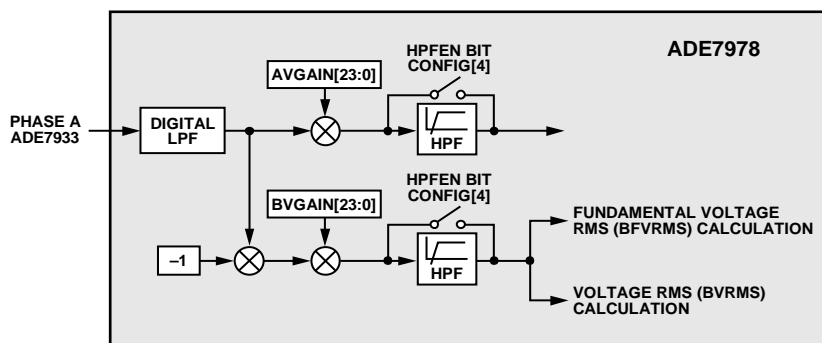 ADE7978
HPFEN BIT
CONFIG[4]
AVGAIN[23:0]
PHASE A
ADE7933
DIGITAL
LPF
HPF
HPFEN BIT
CONFIG[4]
BVGAIN[23:0]
FUNDAMENTAL VOLTAGE
RMS (BFVRMS) CALCULATION
–1
HPF
VOLTAGE RMS (BVRMS)
CALCULATION